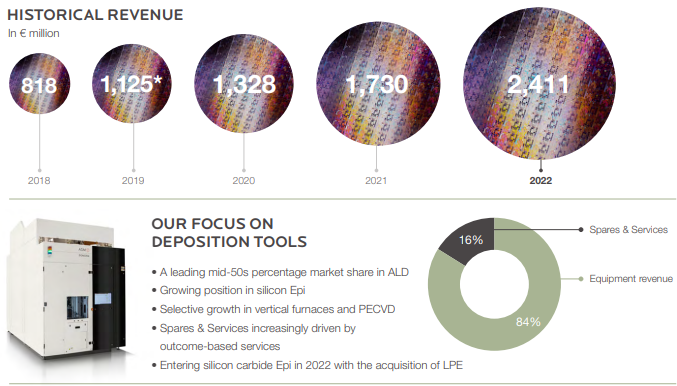 HISTORICAL REVENUE
In € million
818
1,125*
1,328
1,730
2,411
2018
2019
2020
2021
2022
OUR FOCUS ON
DEPOSITION TOOLS
• A leading mid-50s percentage market share in ALD
• Growing position in silicon Epi
• Selective growth in vertical furnaces and PECVD
• Spares & Services increasingly driven by
outcome-based services
• Entering silicon carbide Epi in 2022 with the acquisition of LPE
16%
Spares & Services
Equipment revenue
84%